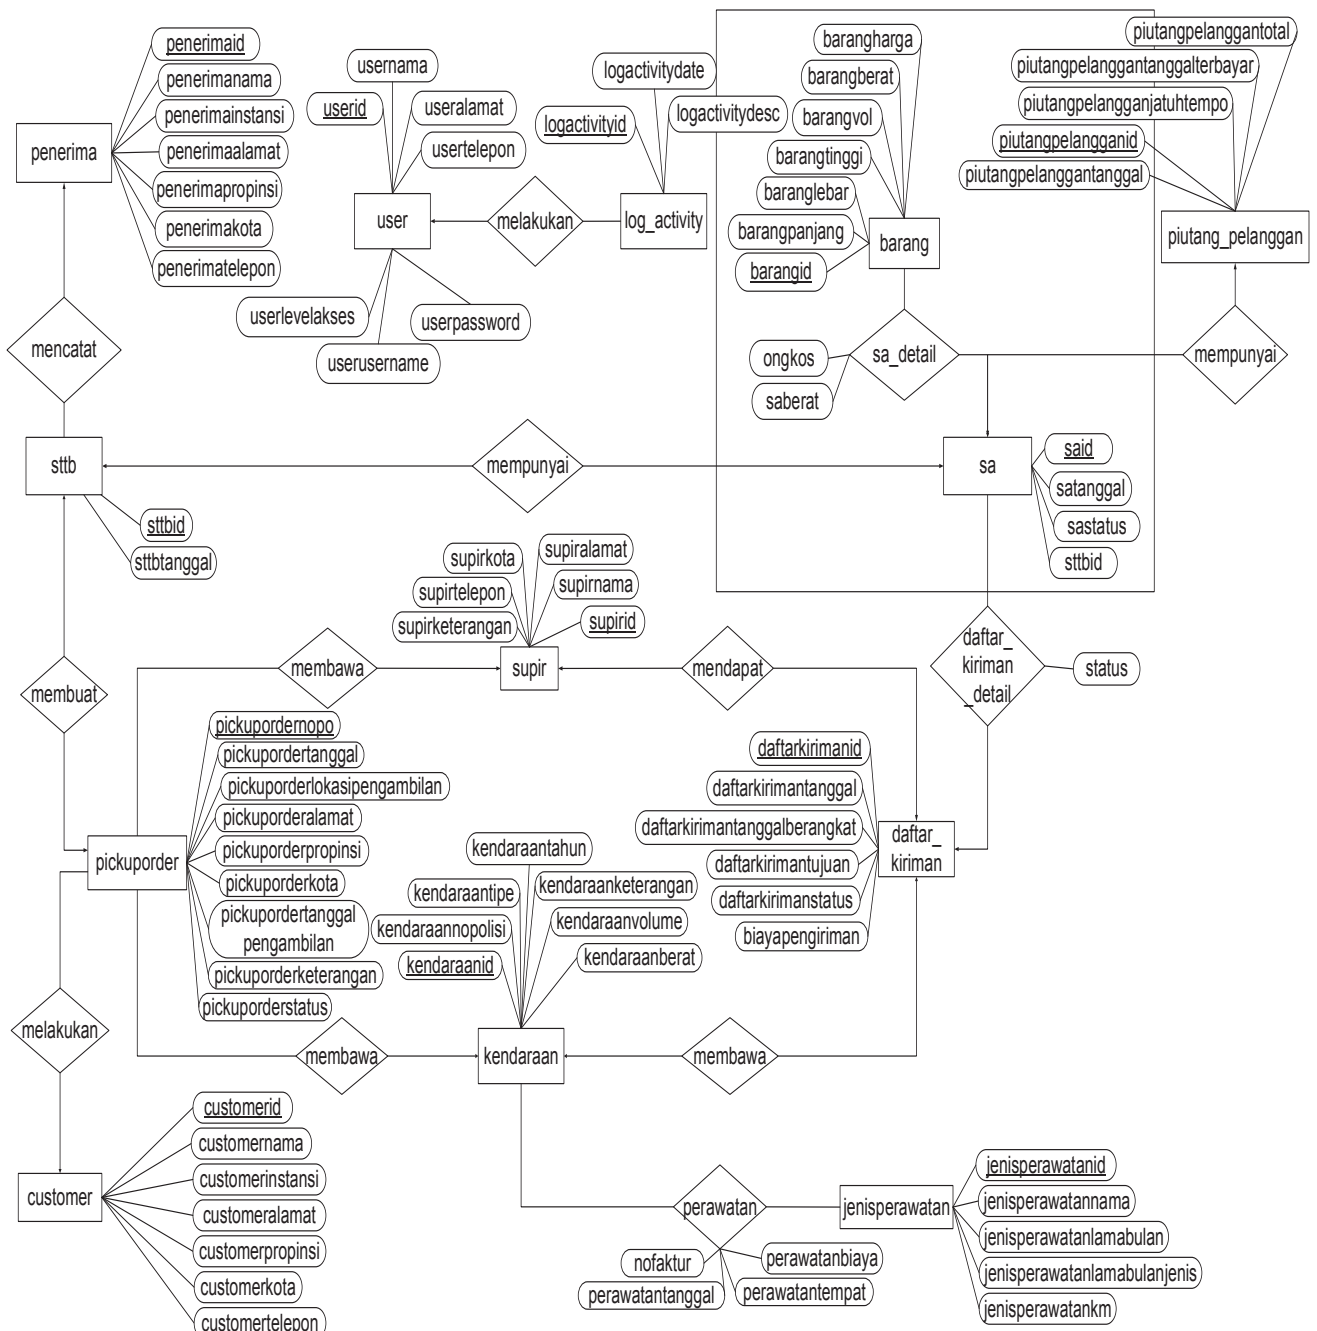 penerimaid
penerimanama
penerimainstansi
penerimaalamat
penerimapropinsi
penerimakota
penerimatelepon
penerima
mencatat
sttb
sttbid
sttbtanggal
usernama
userid
useralamat
usertelepon
user
userlevelakses
userusername
userpassword
melakukan
logactivitydate
logactivityid
logactivitydesc
log_activity
barangharga
barangberat
barangvol
barangtinggi
baranglebar
barangpanjang
barangid
barang
ongkos
saberat
sa_detail
piutangpelanggantotal
piutangpelanggantanggalterbayar
piutangpelangganjatuhtempo
piutangpelangganid
piutangpelanggantanggal
piutang_pelanggan
mempunyai
mempunyai
sa
said
satanggal
sastatus
sttbid
supirkota
supiralamat
supirtelepon
supirnama
supirketerangan
supirid
supir
membuat
membawa
mendapat
daftar_
kiriman
_detail
status
pickupordernopo
pickupordertanggal
pickuporderlokasipengambilan
pickuporderalamat
pickuporderpropinsi
pickuporderkota
pickupordertanggal
pengambilan
pickuporderketerangan
pickuporderstatus
pickuporder
daftarkirimanid
daftarkirimantanggal
daftarkirimantanggalberangkat
daftarkirimantujuan
daftarkirimanstatus
biayapengiriman
daftar_
kiriman
kendaraantahun
kendaraantipe
kendaraanketerangan
kendaraannopolisi
kendaraanvolume
kendaraanid
kendaraanberat
melakukan
membawa
kendaraan
membawa
customer
customerid
customernama
customerinstansi
customeralamat
customerpropinsi
customerkota
customertelepon
perawatan
nofaktur
perawatanbiaya
perawatantanggal
perawatantempat
jenisperawatan
jenisperawatanid
jenisperawatannama
jenisperawatanlamabulan
jenisperawatanlamabulanjenis
jenisperawatankm